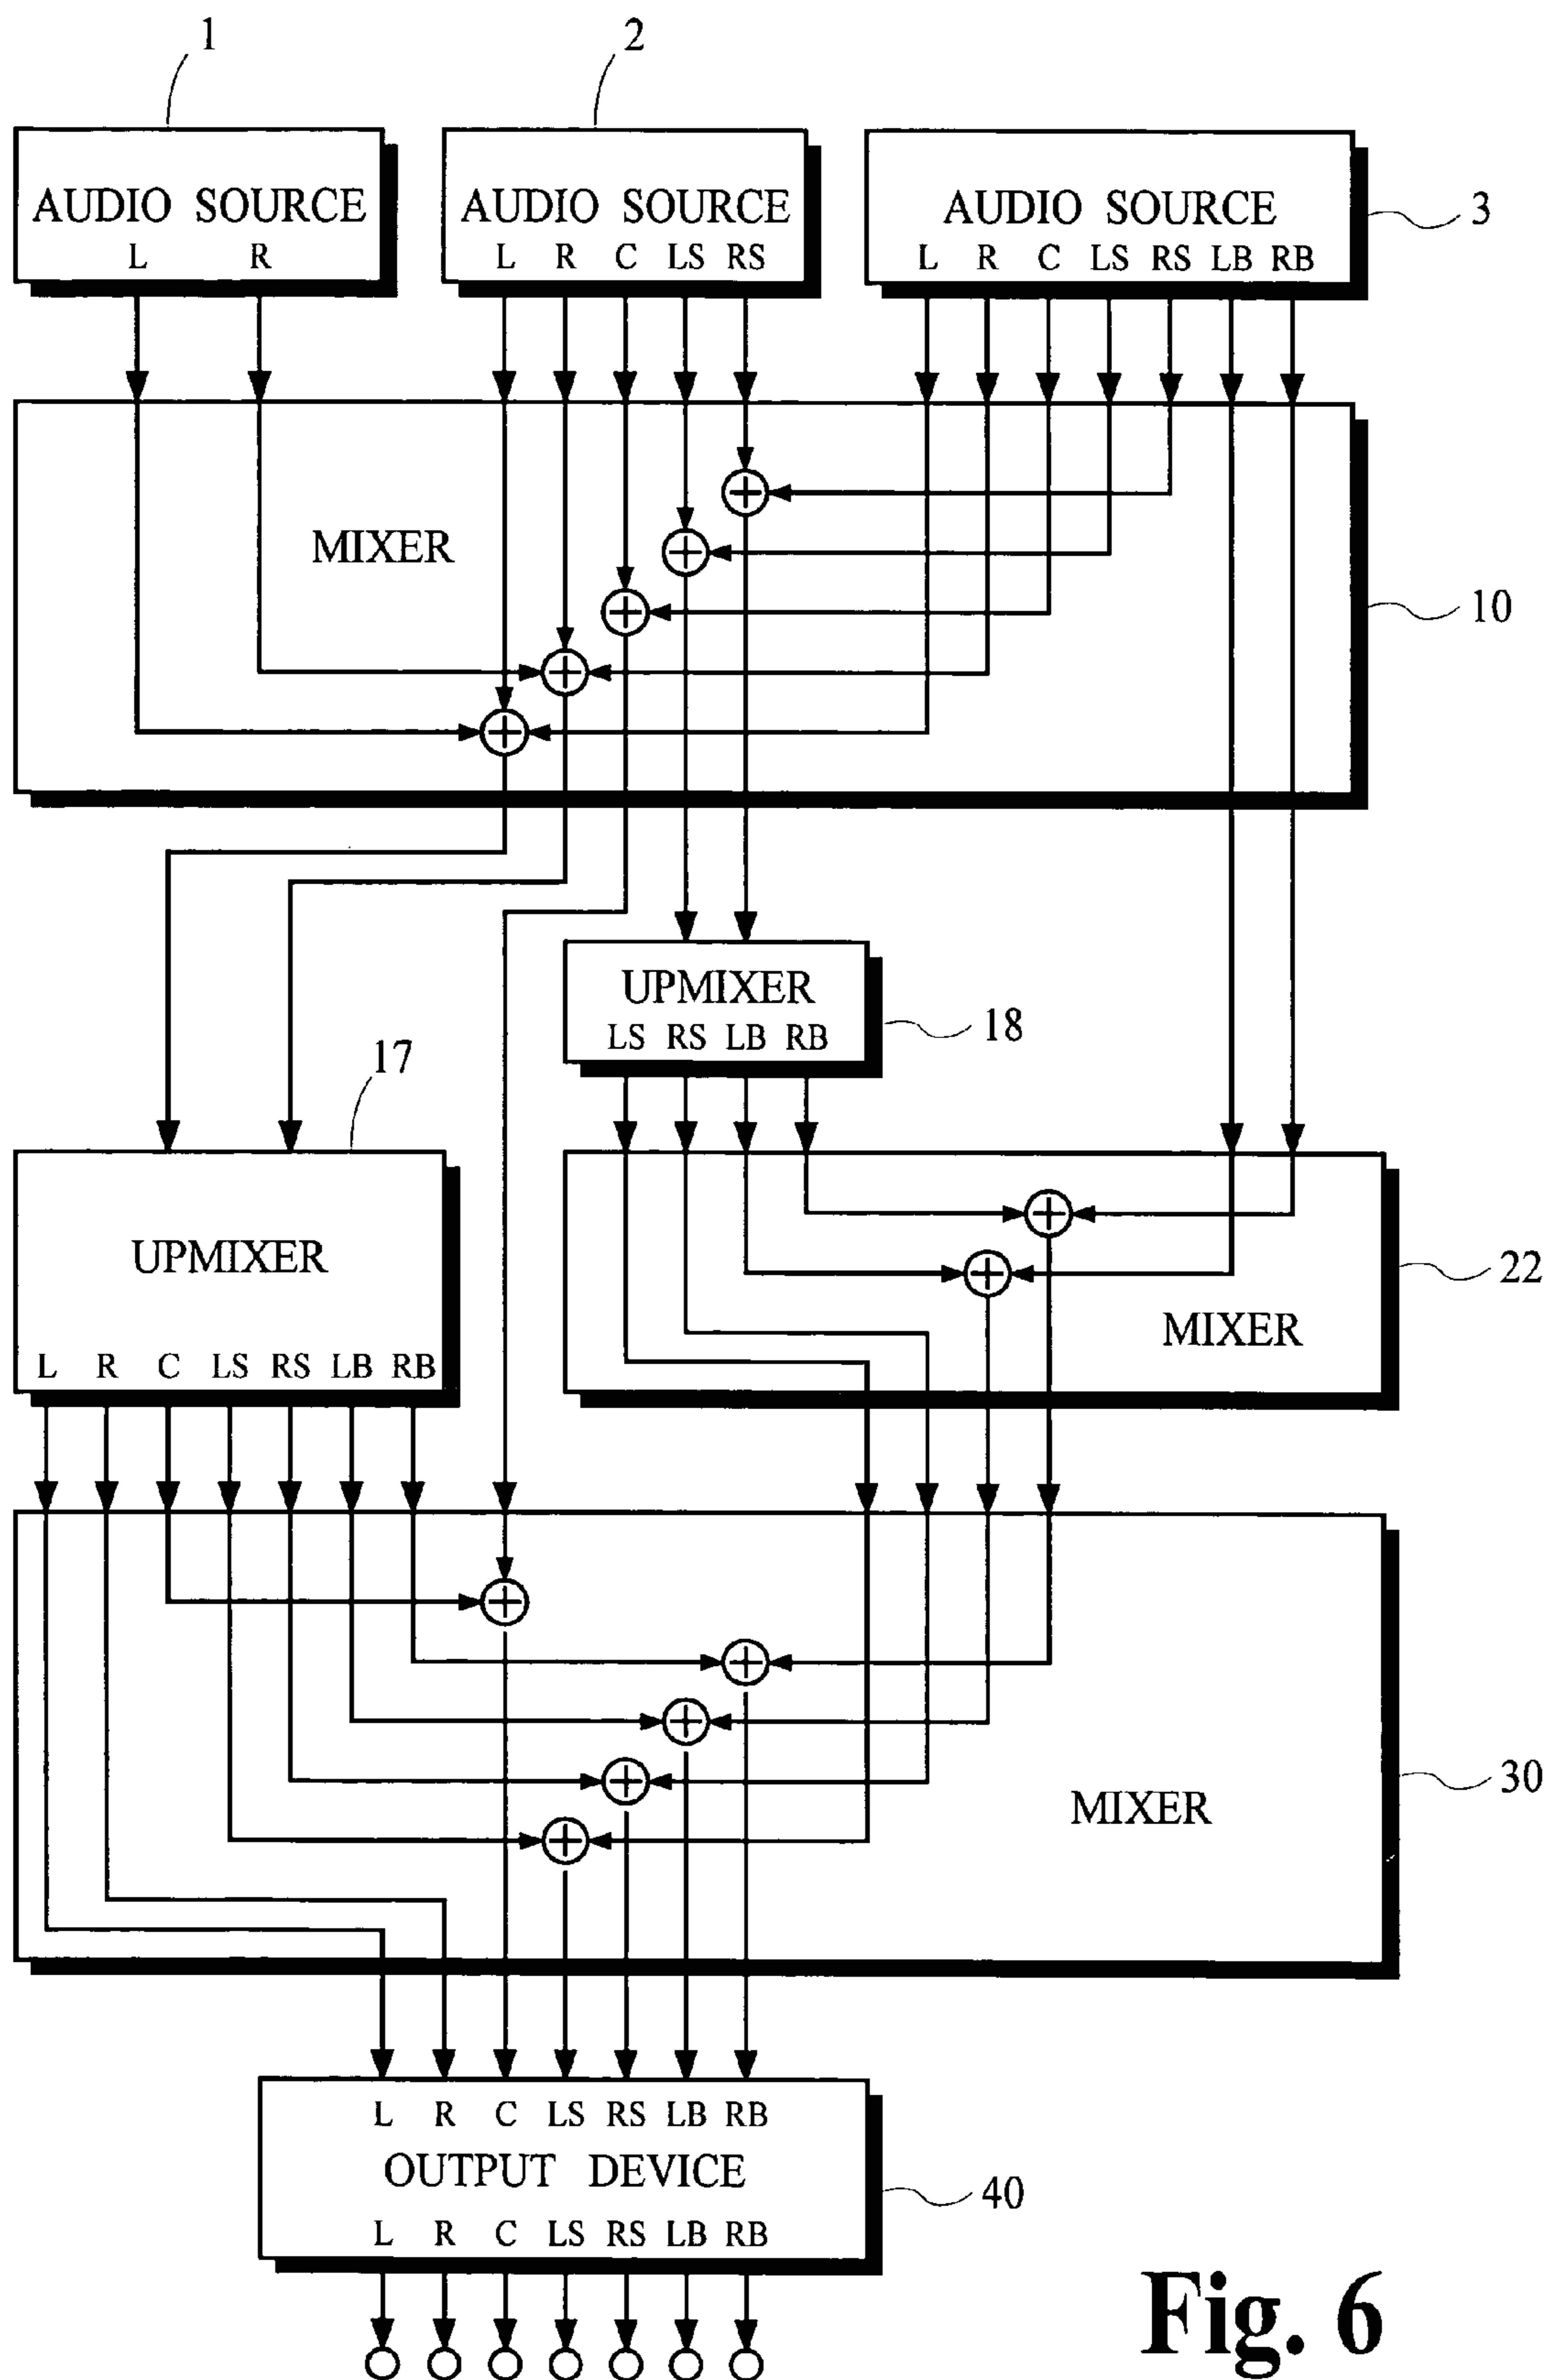 1
2
AUDIO SOURCE
L R
AUDIO SOURCE
L R C LS RS
AUDIO SOURCE
L R C LS RS LB RB
3
MIXER
10
UPMIXER
LS RS LB RB
18
17
UPMIXER
L R C LS RS LB RB
MIXER
22
MIXER
30
L R C LS RS LB RB
OUTPUT DEVICE
L R C LS RS LB RB
40
Fig. 6